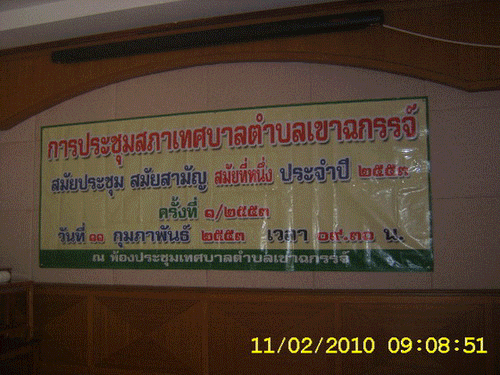 การประชุมสภาเทศบาลตำบลเขาฉกรรจ์
สมัยประชุม สมัยสามัญ สมัยที่หนึ่ง ประจำปี ๒๕๕๓
ครั้งที่ ๑/๒๕๕๓
วันที่ ๑๑ กุมภาพันธ์ ๒๕๕๓ เวลา ๐๙.๓๐ น.
ณ ห้องประชุมเทศบาลตำบลเขาฉกรรจ์
11/02/2010 09:08:51